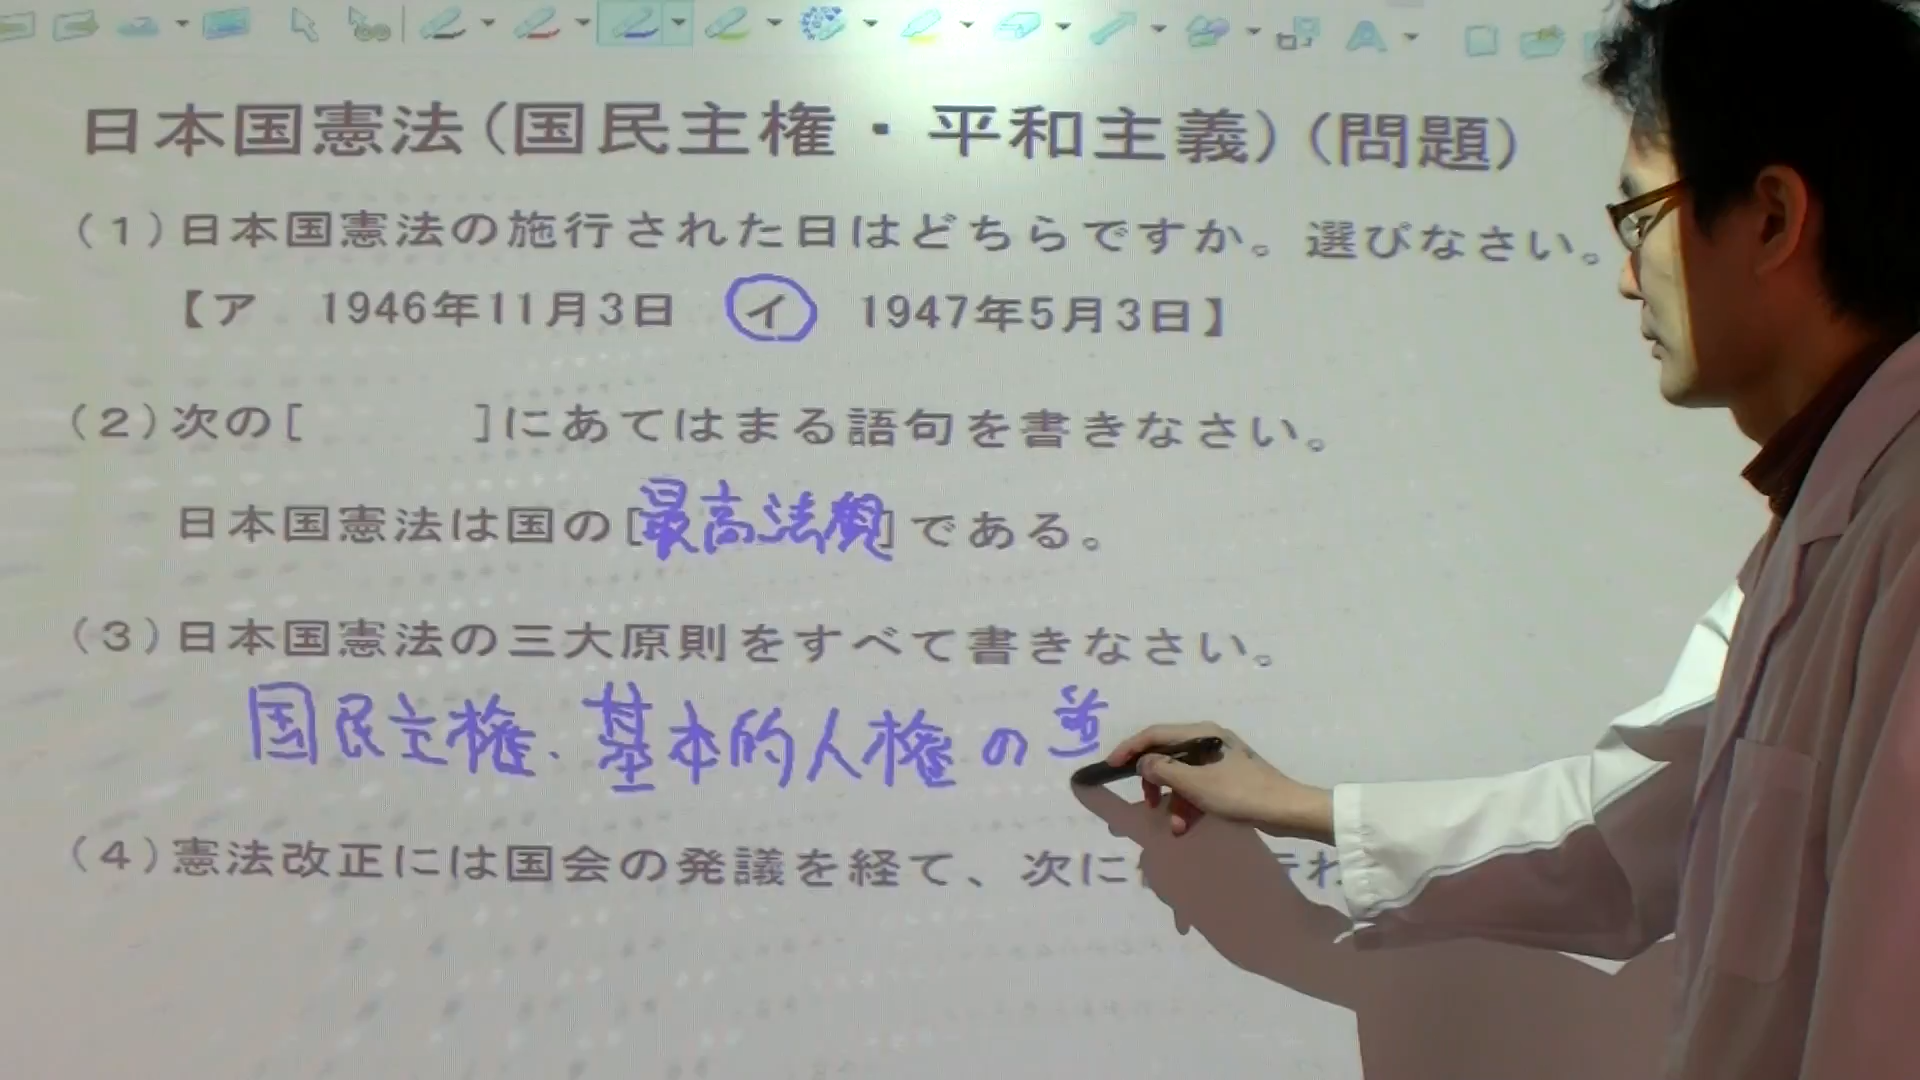 日本国憲法(国民主権・平和主義)(問題)
(1)日本国憲法の施行された日はどちらですか。選びなさい。
【ア 1946年11月3日 イ 1947年5月3日】
(2)次の[ ]にあてはまる語句を書きなさい。
日本国憲法は国の[最高法規]である。
(3)日本国憲法の三大原則をすべて書きなさい。
国民主権・基本的人権の
(4)憲法改正には国会の発議を経て、次に